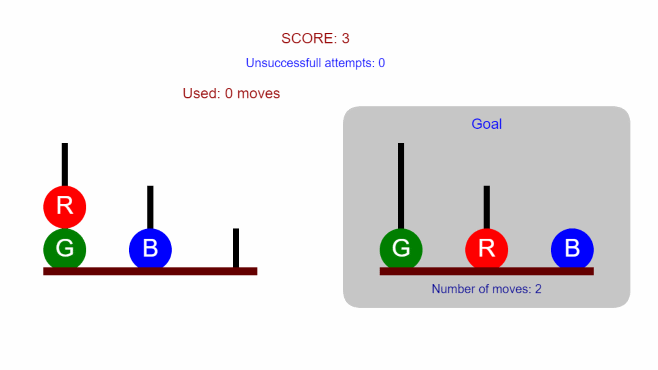 SCORE: 3
Unsuccessfull attempts: 0
Used: 0 moves
Goal
R
G B
G R B
Number of moves: 2